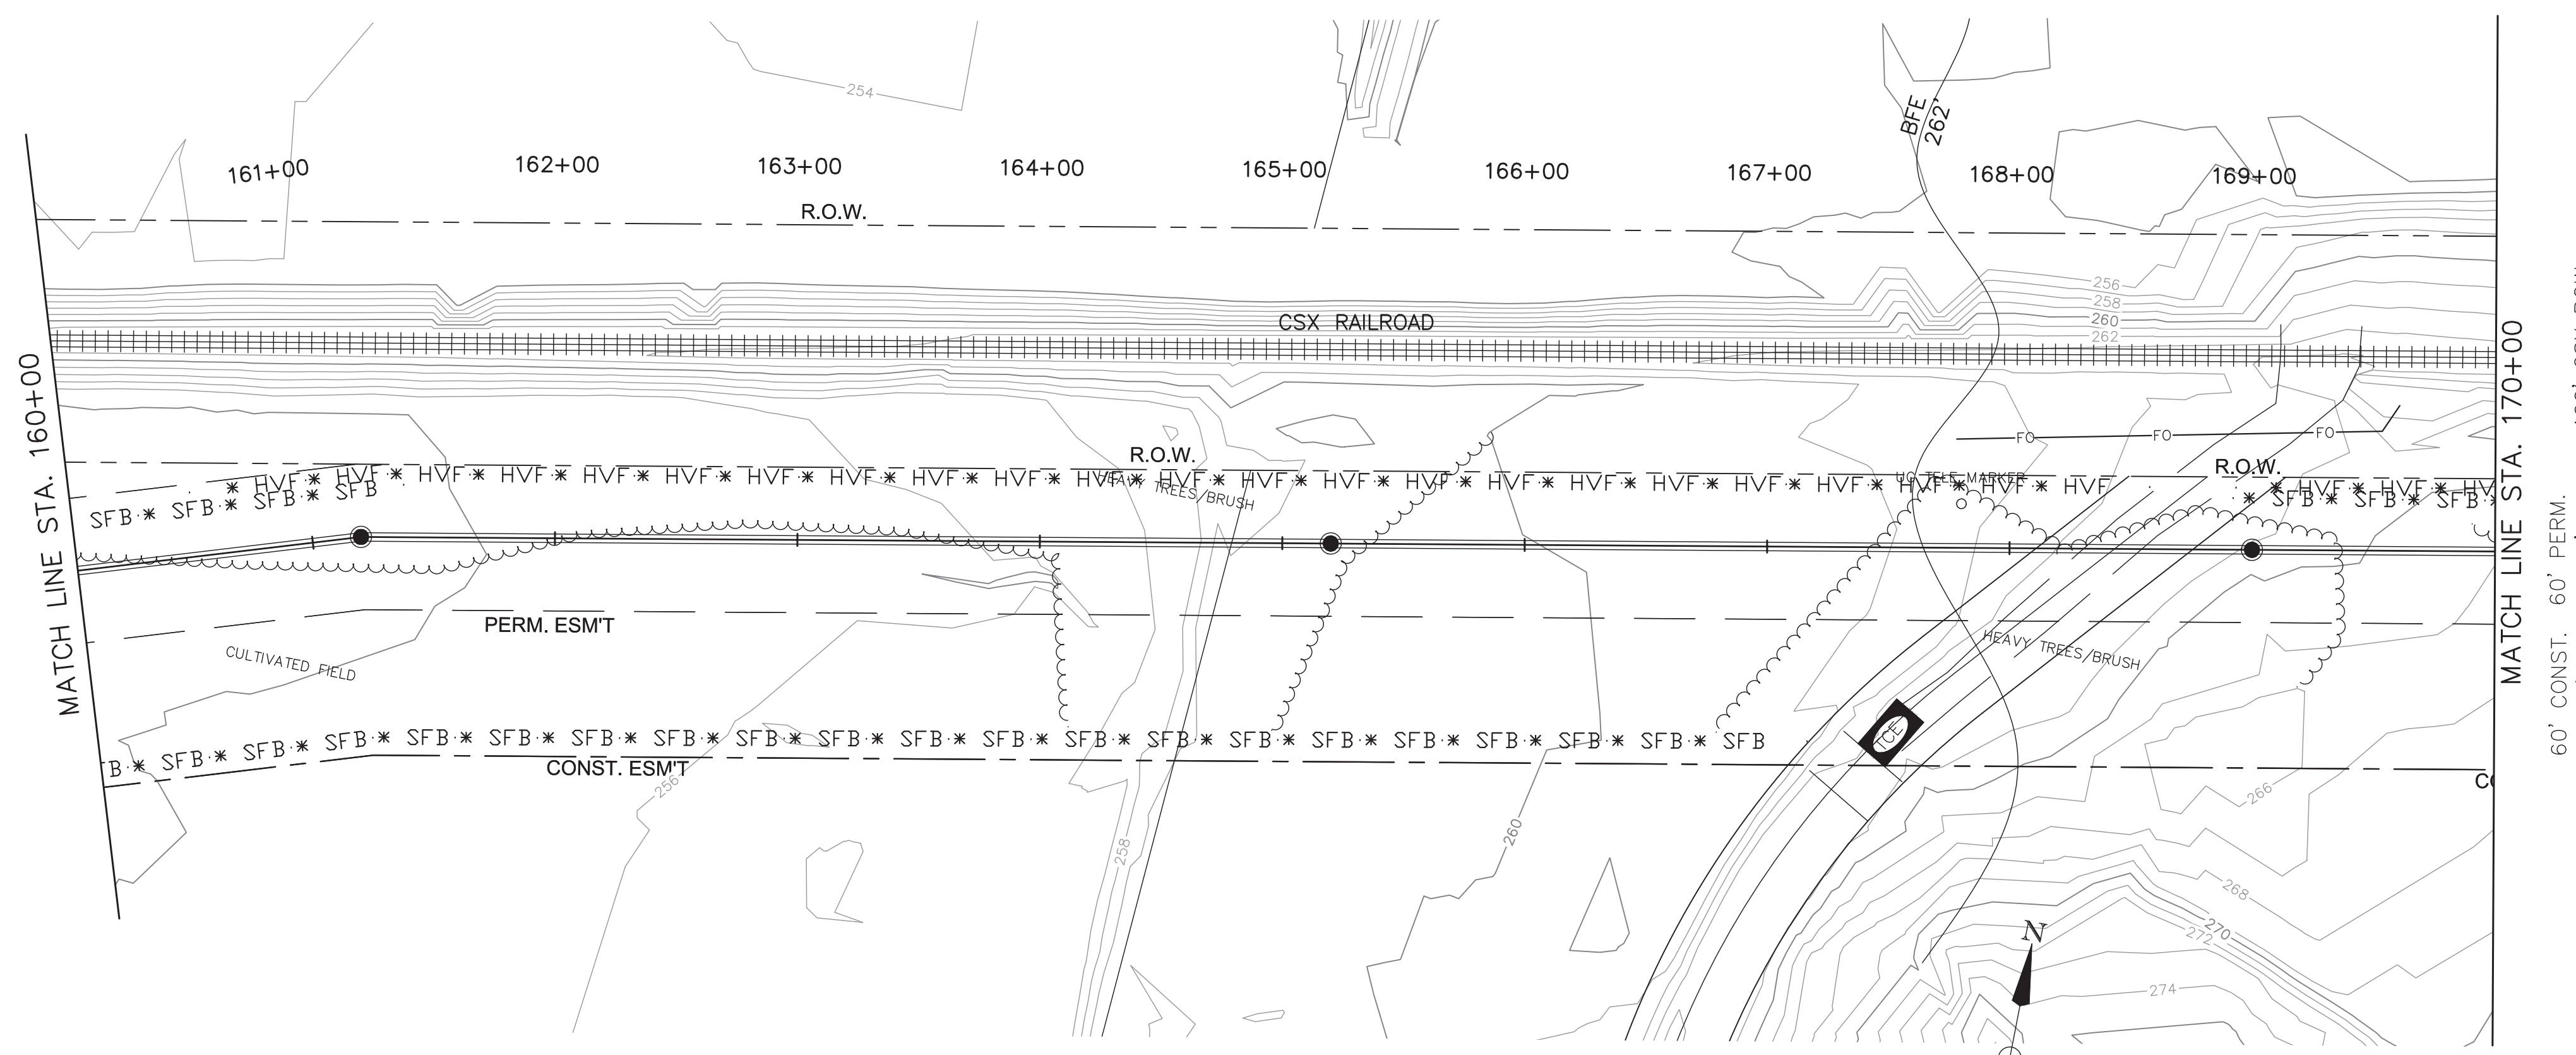 254
BFE
262'
161+00 162+00 163+00 164+00 165+00 166+00 167+00 168+00 169+00
R.O.W.
256
258
260
262
CSX RAILROAD
MATCH LINE STA. 160+00
MATCH LINE STA. 170+00
FO FO FO
R.O.W.
R.O.W.
HVF HVF HVF HVF HVF HVF HVF HVF HVF HVF HVF HVF HVF HVF HVF HVF HVF HVF HVF HVF HVF HVF HVF HVF HV
UG TELE MARKER
HEAVY TREES/BRUSH
SFB SFB SFB SFB
SFB SFB SFB
PERM. ESM'T
CULTIVATED FIELD
HEAVY TREES/BRUSH
TCE
B SFB SFB SFB SFB SFB SFB SFB SFB SFB SFB SFB SFB SFB SFB SFB SFB SFB SFB SFB SFB
CONST. ESM'T
256
258
260
266
268
270
272
274
N
60' CONST. 60' PERM.